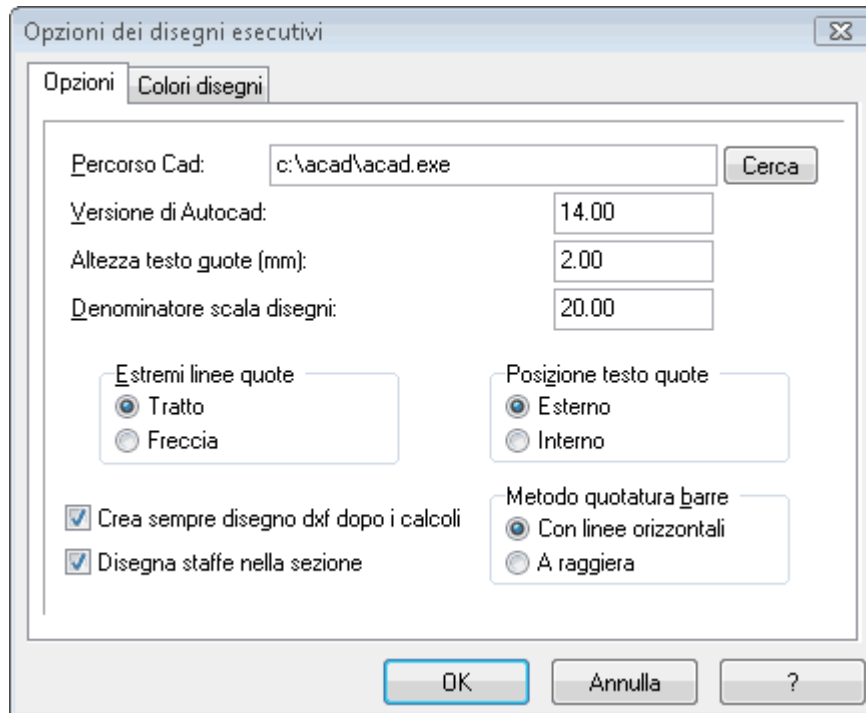 Opzioni dei disegni esecutivi
Opzioni Colori disegni
Percorso Cad: c:\acad\acad.exe Cerca
Versione di Autocad: 14.00
Altezza testo quote (mm): 2.00
Denominatore scala disegni: 20.00
Estremi linee quote
Tratto
Freccia
Posizione testo quote
Esterno
Interno
Crea sempre disegno dxf dopo i calcoli
Disegna staffe nella sezione
Metodo quotatura barre
Con linee orizzontali
A raggiera
OK Annulla ?